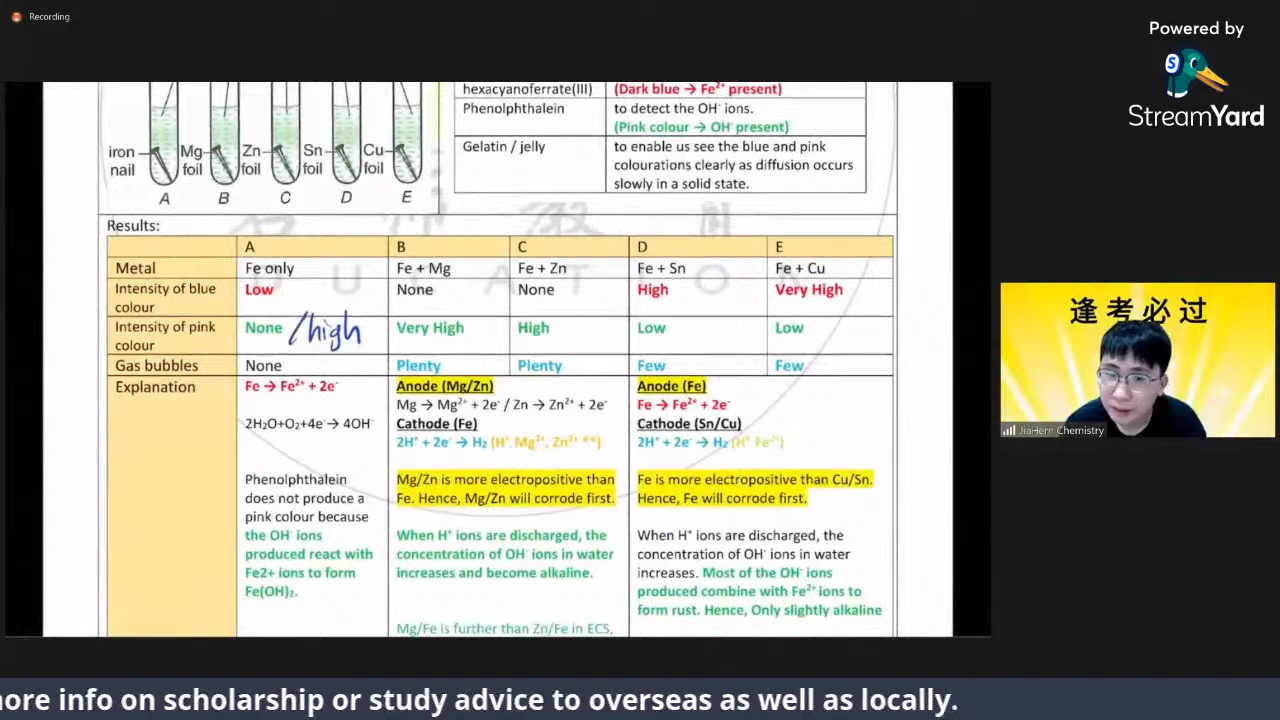 Recording
Powered by
StreamYard
hexacyanoferrate(III)
(Dark blue → Fe²⁺ present)
Phenolphthalein
to detect the OH⁻ ions.
(Pink colour → OH⁻ present)
Gelatin / jelly
to enable us see the blue and pink
colourations clearly as diffusion occurs
slowly in a solid state.
iron Mg Zn Sn Cu
nail foil foil foil foil
A B C D E
Results:
A B C D E
Metal Fe only Fe + Mg Fe + Zn Fe + Sn Fe + Cu
Intensity of blue Low None None High Very High
colour
Intensity of pink None /high Very High High Low Low
colour
Gas bubbles None Plenty Plenty Few Few
Explanation
Fe → Fe²⁺ + 2e⁻
2H₂O+O₂+4e⁻→ 4OH⁻
Phenolphthalein
does not produce a
pink colour because
the OH⁻ ions
produced react with
Fe2+ ions to form
Fe(OH)₂.
Anode (Mg/Zn)
Mg → Mg²⁺ + 2e⁻ / Zn → Zn²⁺ + 2e⁻
Cathode (Fe)
2H⁺ + 2e⁻ → H₂ (H⁺ Mg²⁺, Zn²⁺ **)
Mg/Zn is more electropositive than
Fe. Hence, Mg/Zn will corrode first.
When H⁺ ions are discharged, the
concentration of OH⁻ ions in water
increases and become alkaline.
Mg/Fe is further than Zn/Fe in ECS,
Anode (Fe)
Fe → Fe²⁺ + 2e⁻
Cathode (Sn/Cu)
2H⁺ + 2e⁻ → H₂ (H⁺ Fe²⁺)
Fe is more electropositive than Cu/Sn.
Hence, Fe will corrode first.
When H⁺ ions are discharged, the
concentration of OH⁻ ions in water
increases. Most of the OH⁻ ions
produced combine with Fe²⁺ ions to
form rust. Hence, Only slightly alkaline
逢考必过
JiaHern Chemistry
more info on scholarship or study advice to overseas as well as locally.